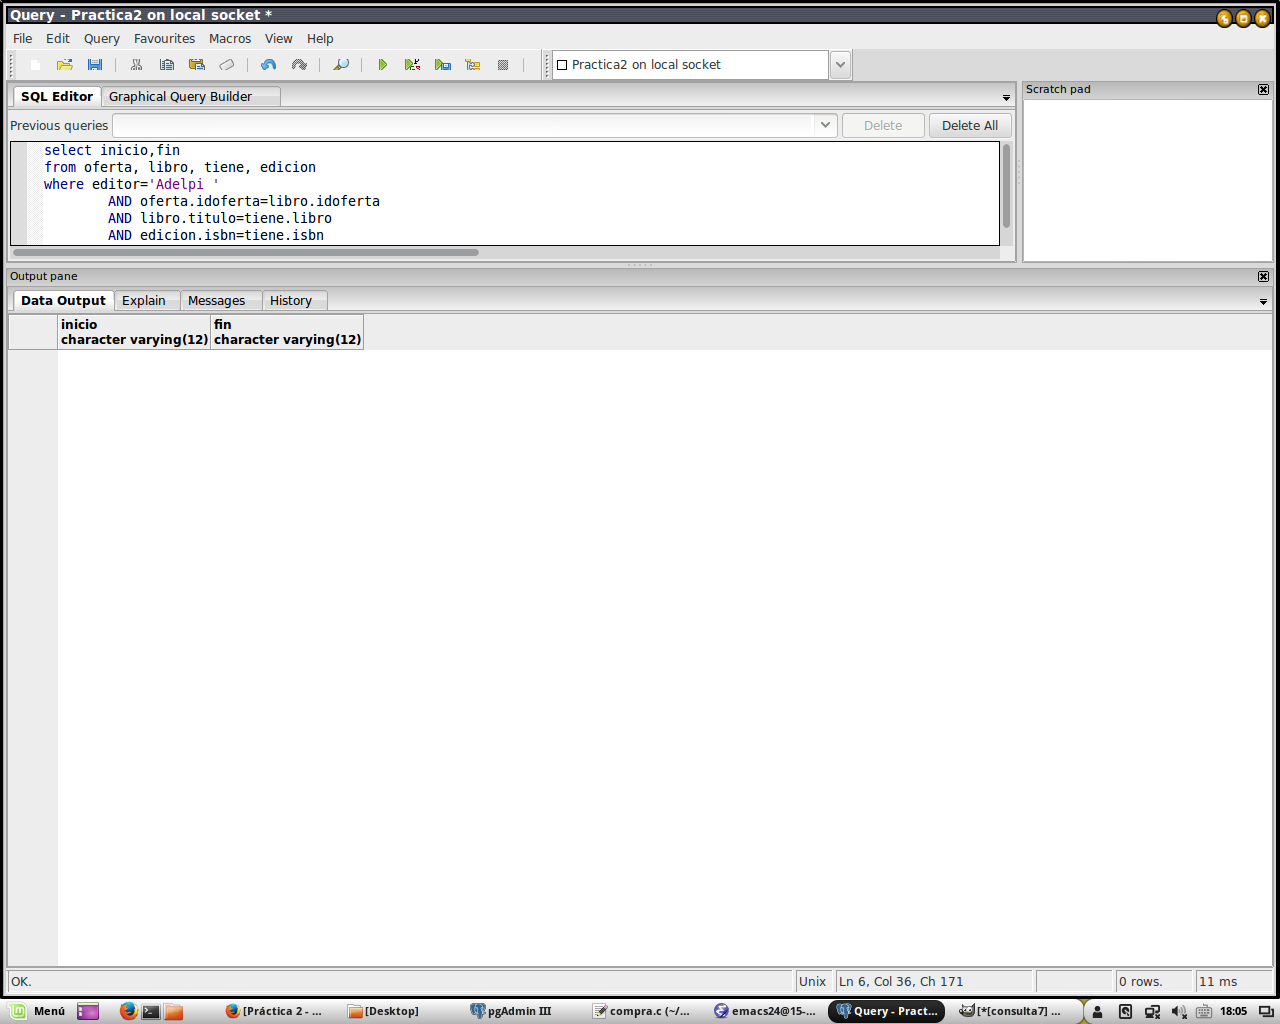 Query - Practica2 on local socket *
File Edit Query Favourites Macros View Help
Practica2 on local socket
SQL Editor Graphical Query Builder
Scratch pad
Previous queries Delete Delete All
select inicio,fin
from oferta, libro, tiene, edicion
where editor='Adelpi '
AND oferta.idoferta=libro.idoferta
AND libro.titulo=tiene.libro
AND edicion.isbn=tiene.isbn
Output pane
Data Output Explain Messages History
inicio fin
character varying(12) character varying(12)
OK. Unix Ln 6, Col 36, Ch 171 0 rows. 11 ms
Menú [Práctica 2 - ... [Desktop] pgAdmin III compra.c (~/... emacs24@15-... Query - Pract... [*[consulta7] ... 18:05